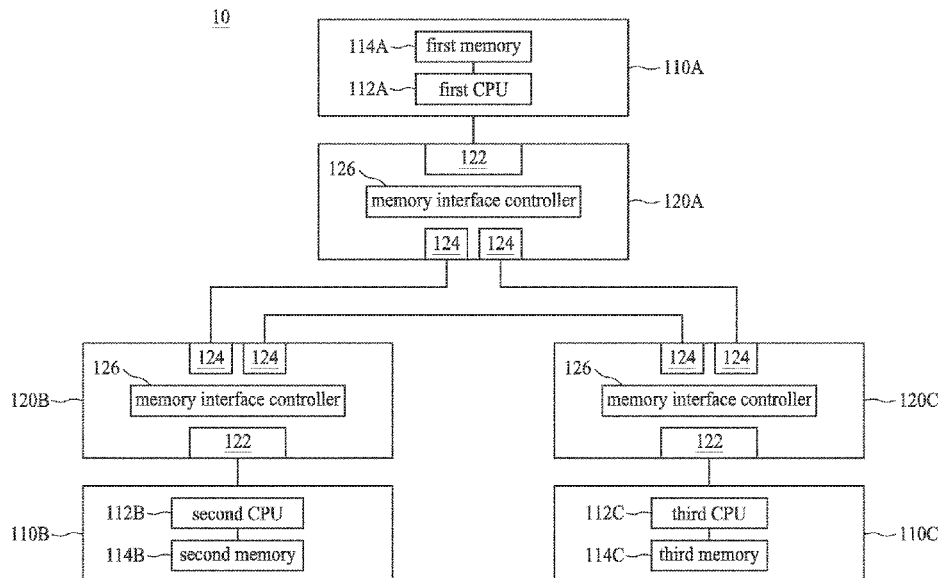 10
114A first memory
110A
112A first CPU
122
126
memory interface controller
120A
124 124
124 124 124 124
126 126
120B memory interface controller memory interface controller 120C
122 122
112B second CPU 112C third CPU
110B 110C
114B second memory 114C third memory